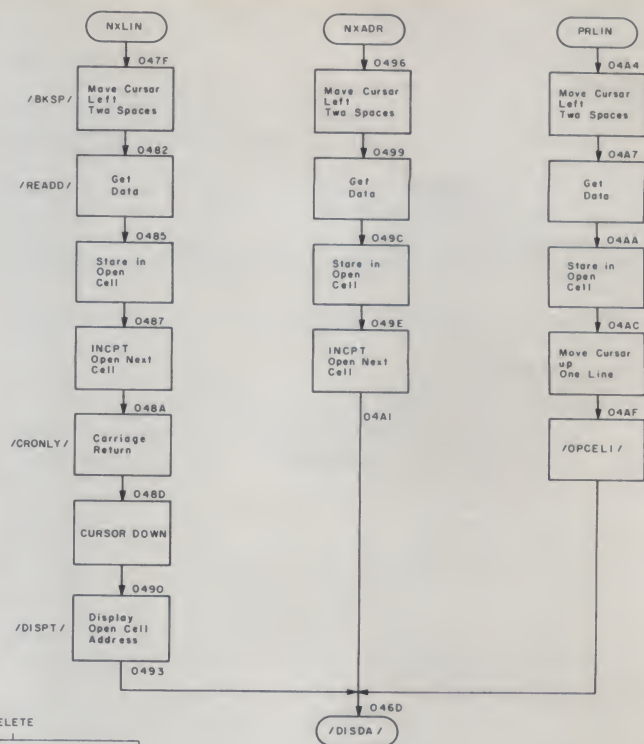 NXLIN
047F
/BKSP/
Move Cursor
Left
Two Spaces
0482
/READD/
Get
Data
0485
Store in
Open
Cell
0487
INCPT
Open Next
Cell
048A
/CRONLY/
Carriage
Return
048D
CURSOR DOWN
0490
/DISPT/
Display
Open Cell
Address
0493
NXADR
0496
Move Cursor
Left
Two Spaces
0499
Get
Data
049C
Store in
Open
Cell
049E
INCPT
Open Next
Cell
04A1
PRLIN
04A4
Move Cursor
Left
Two Spaces
04A7
Get
Data
04AA
Store in
Open
Cell
04AC
Move Cursor
up
One Line
04AF
/OPCEL1/
046D
/DISDA/
ELETE